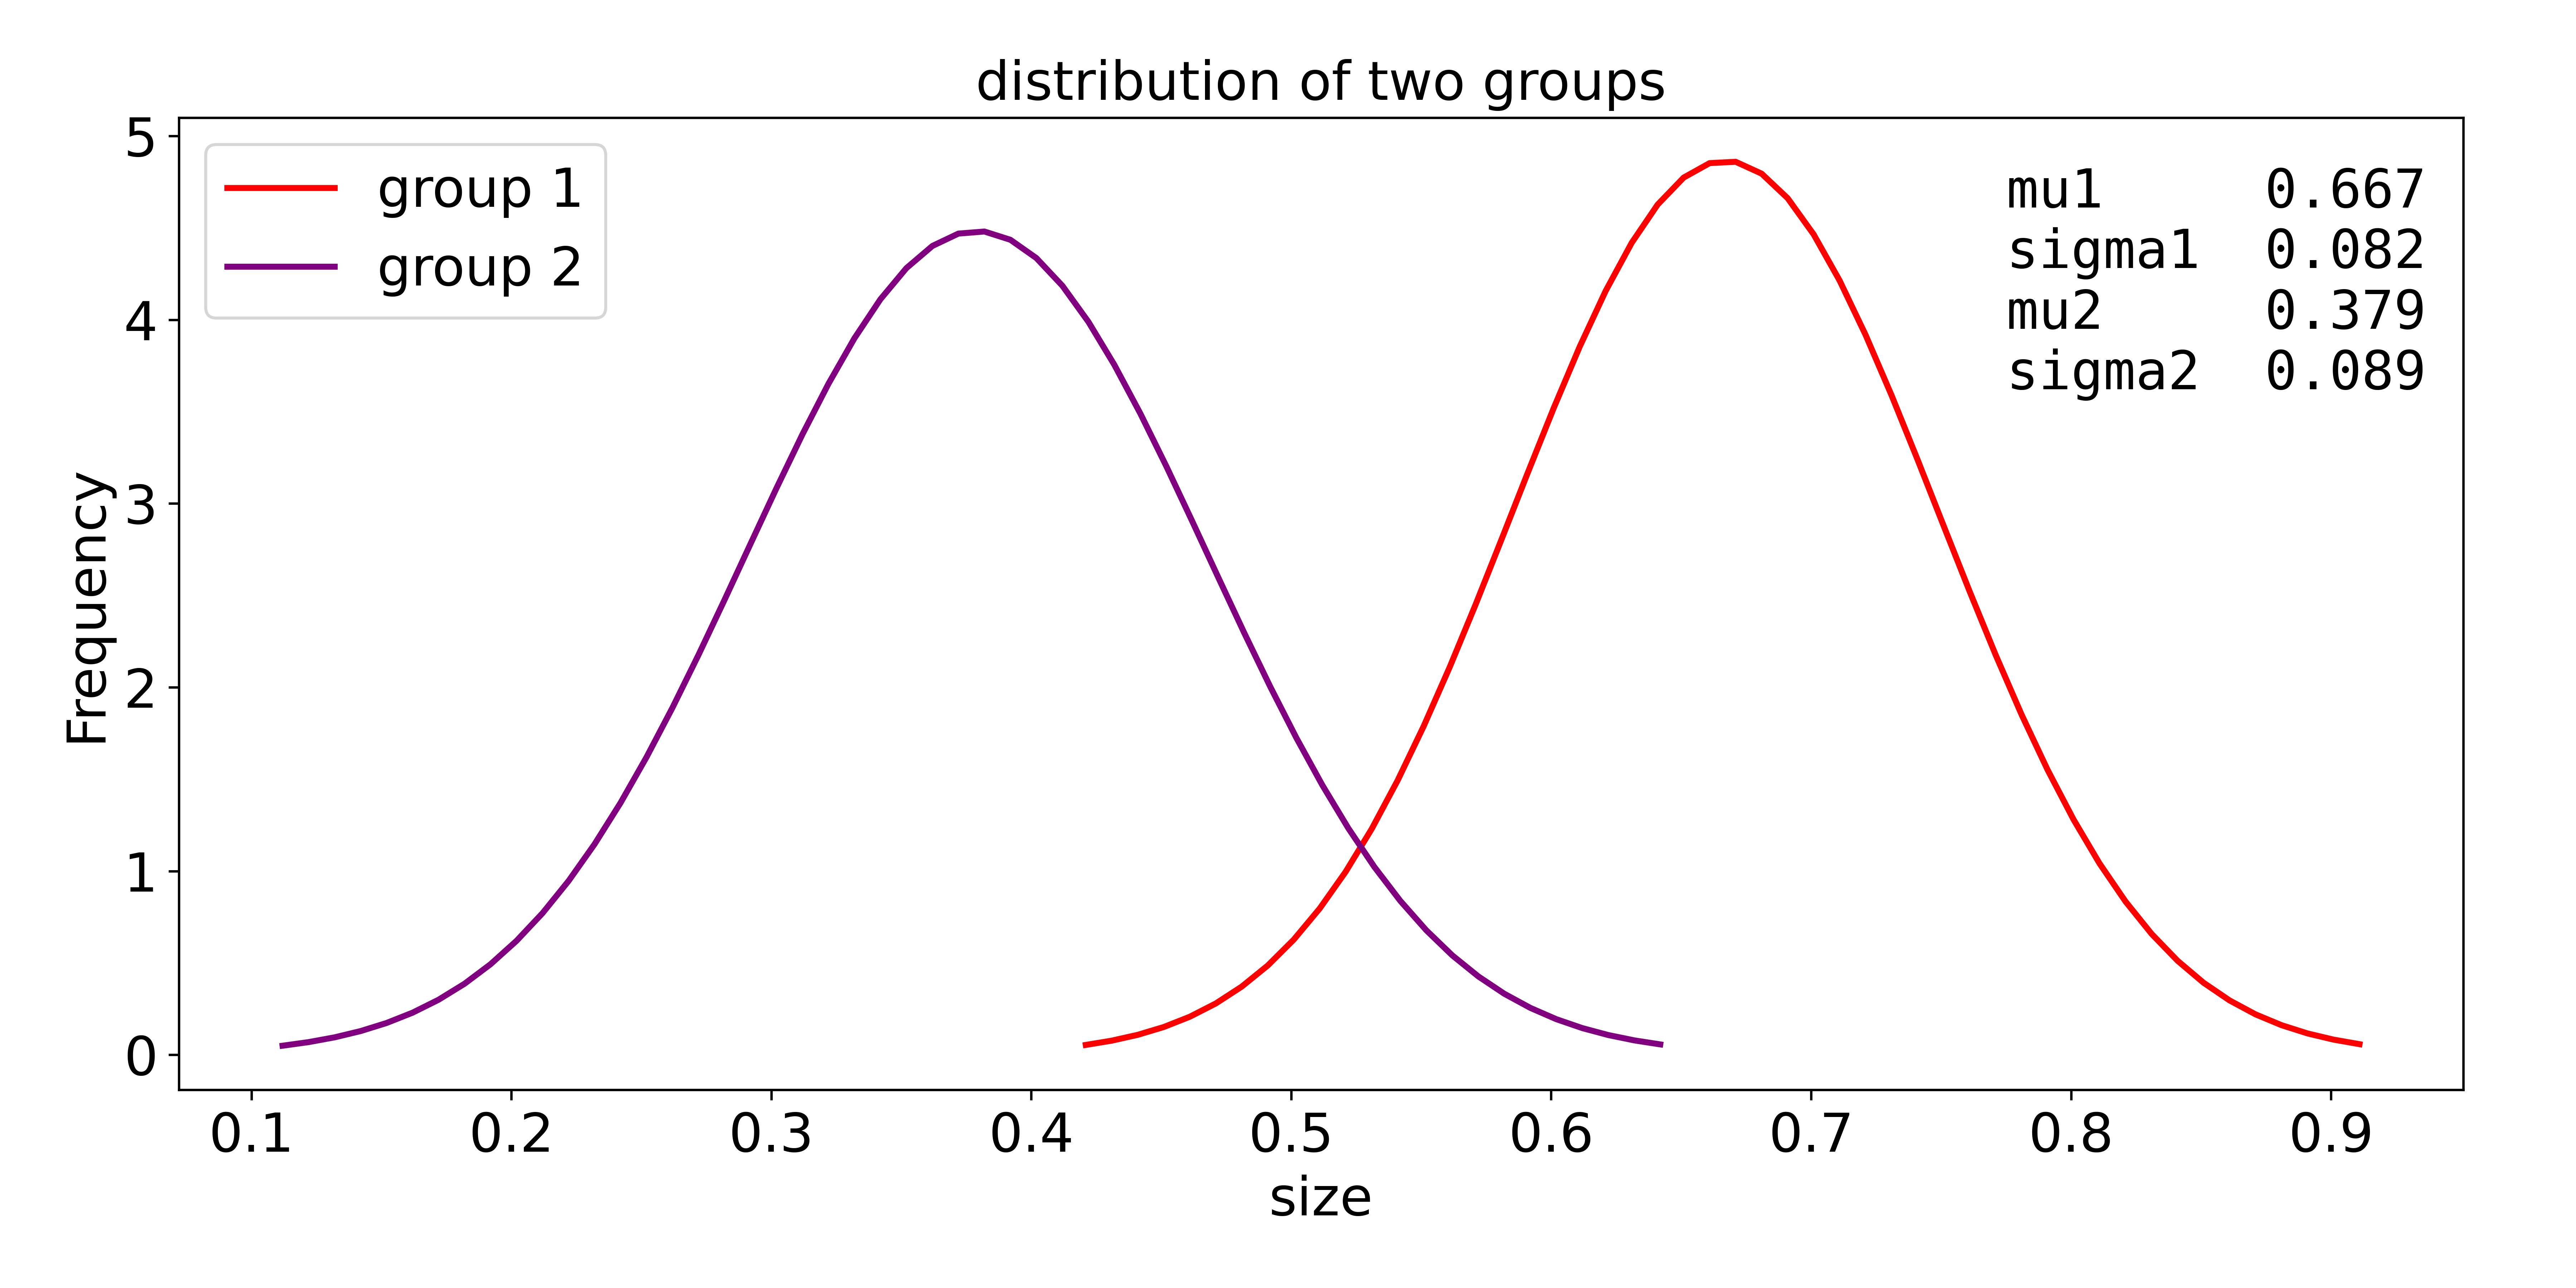 distribution of two groups
group 1
group 2
mu1 0.667
sigma1 0.082
mu2 0.379
sigma2 0.089
Frequency
5
4
3
2
1
0
0.1 0.2 0.3 0.4 0.5 0.6 0.7 0.8 0.9
size